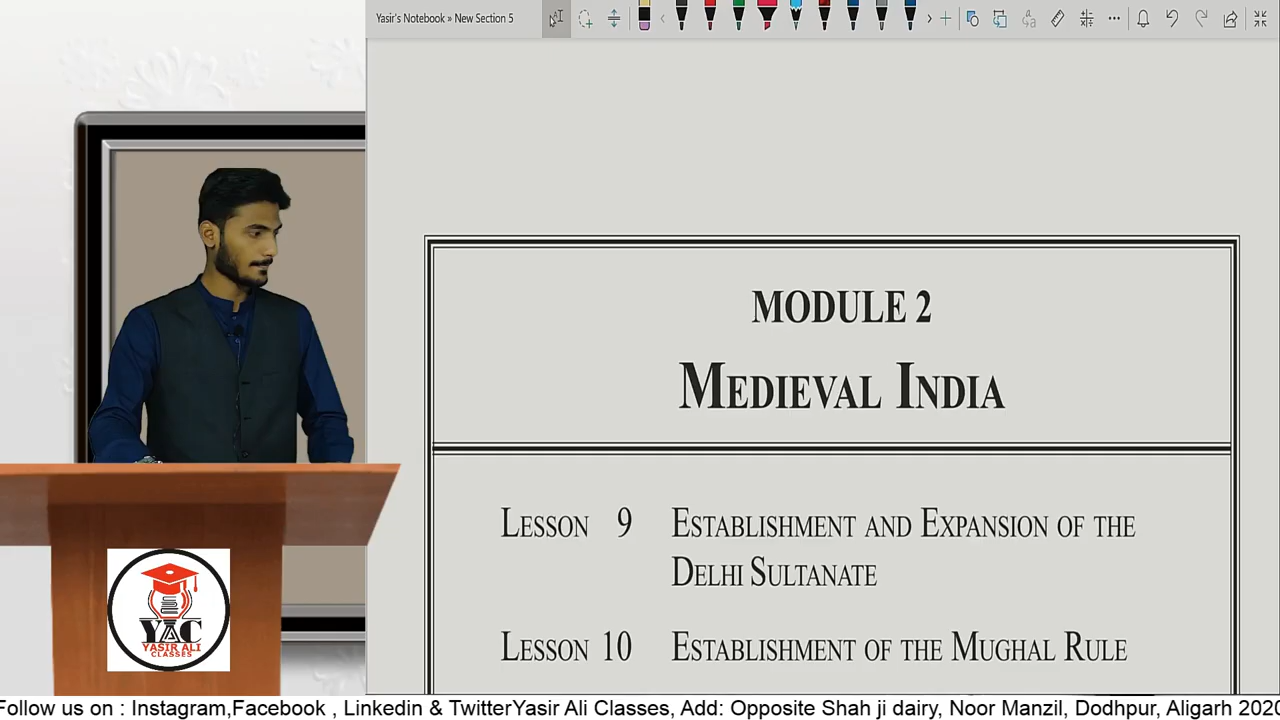 Yasir's Notebook » New Section 5
MODULE 2
MEDIEVAL INDIA
LESSON 9 ESTABLISHMENT AND EXPANSION OF THE
DELHI SULTANATE
LESSON 10 ESTABLISHMENT OF THE MUGHAL RULE
YAC
YASIR ALI
CLASSES
Follow us on : Instagram,Facebook , Linkedin & TwitterYasir Ali Classes, Add: Opposite Shah ji dairy, Noor Manzil, Dodhpur, Aligarh 2020